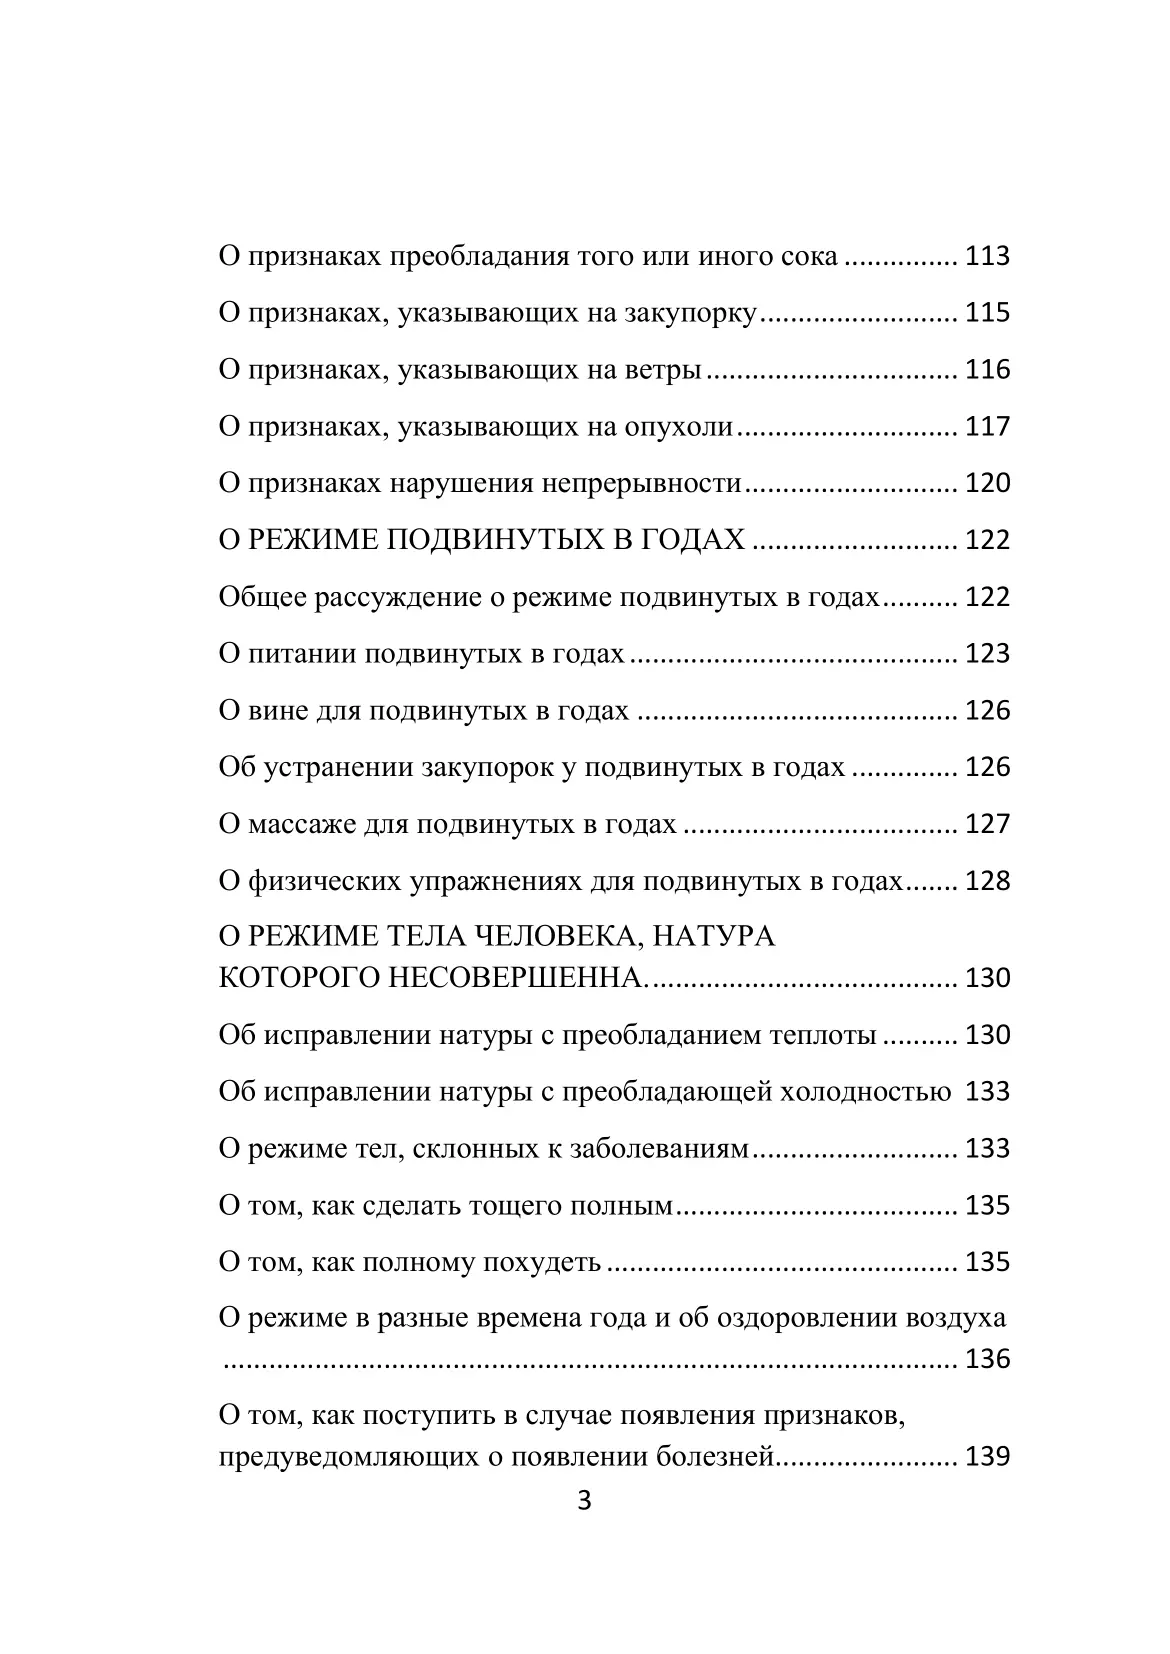 О признаках преобладания того или иного сока ............... 113
О признаках, указывающих на закупорку.......................... 115
О признаках, указывающих на ветры................................. 116
О признаках, указывающих на опухоли............................. 117
О признаках нарушения непрерывности............................ 120
О РЕЖИМЕ ПОДВИНУТЫХ В ГОДАХ ........................... 122
Общее рассуждение о режиме подвинутых в годах.......... 122
О питании подвинутых в годах........................................... 123
О вине для подвинутых в годах .......................................... 126
Об устранении закупорок у подвинутых в годах .............. 126
О массаже для подвинутых в годах .................................... 127
О физических упражнениях для подвинутых в годах....... 128
О РЕЖИМЕ ТЕЛА ЧЕЛОВЕКА, НАТУРА
КОТОРОГО НЕСОВЕРШЕННА......................................... 130
Об исправлении натуры с преобладанием теплоты .......... 130
Об исправлении натуры с преобладающей холодностью 133
О режиме тел, склонных к заболеваниям........................... 133
О том, как сделать тощего полным..................................... 135
О том, как полному похудеть .............................................. 135
О режиме в разные времена года и об оздоровлении воздуха
................................................................................................ 136
О том, как поступить в случае появления признаков,
предуведомляющих о появлении болезней........................ 139
3